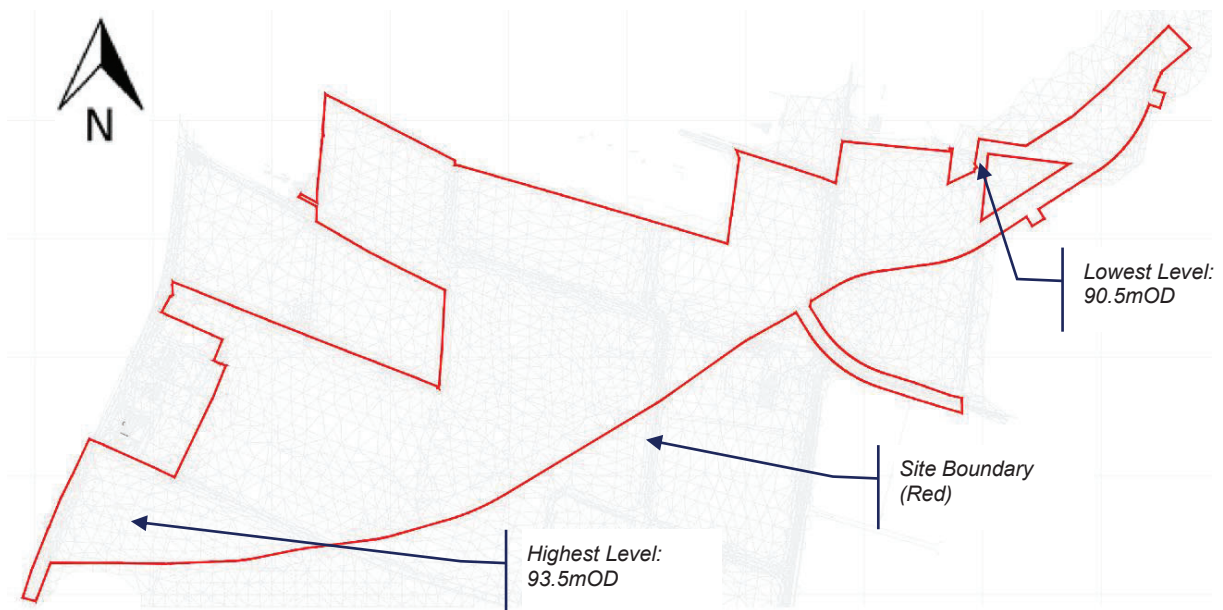 N
Lowest Level:
90.5mOD
Site Boundary
(Red)
Highest Level:
93.5mOD